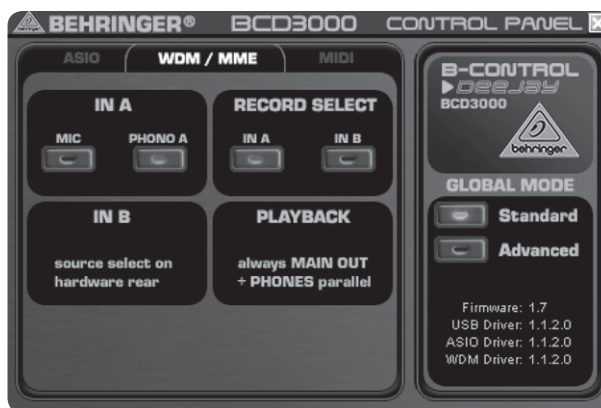 BEHRINGER® BCD3000 CONTROL PANEL X
ASIO WDM / MME MIDI
IN A
MIC PHONO A
RECORD SELECT
IN A IN B
IN B
source select on
hardware rear
PLAYBACK
always MAIN OUT
+ PHONES parallel
B-CONTROL
DEEJAY
BCD3000
behringer
GLOBAL MODE
Standard
Advanced
Firmware: 1.7
USB Driver: 1.1.2.0
ASIO Driver: 1.1.2.0
WDM Driver: 1.1.2.0